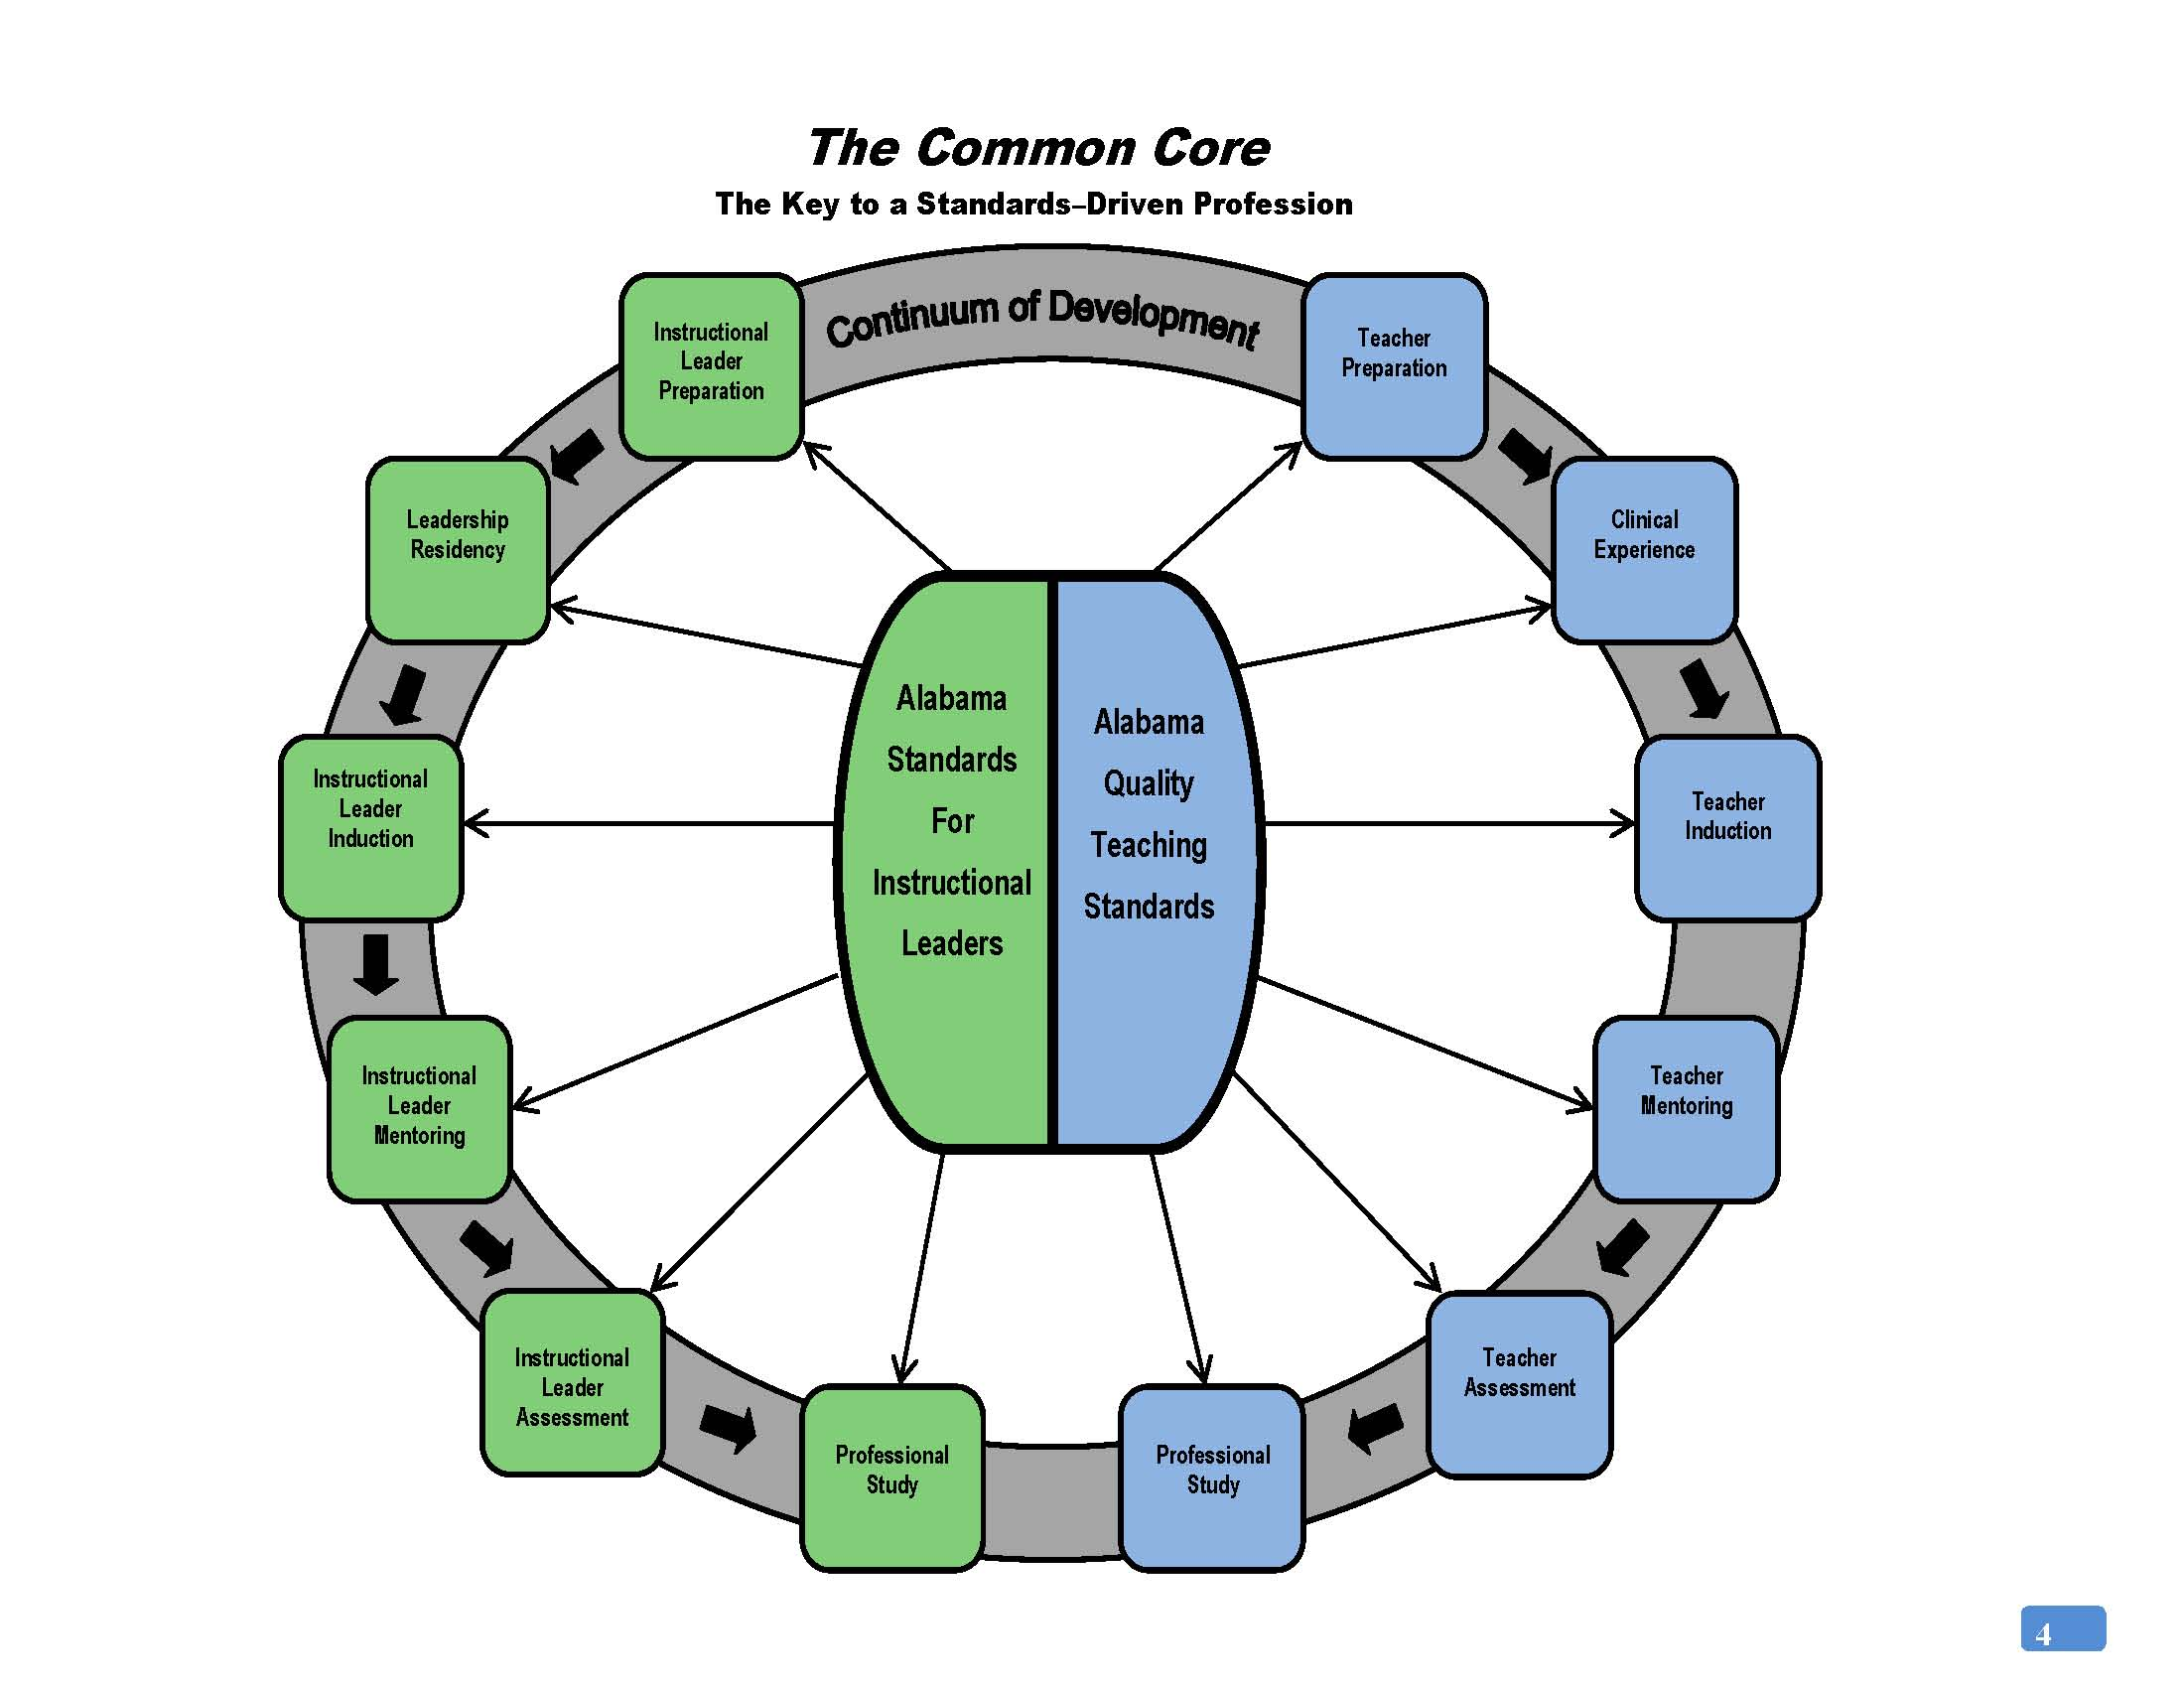 The Common Core
The Key to a Standards–Driven Profession
Continuum of Development
Instructional
Leader
Preparation
Teacher
Preparation
Leadership
Residency
Clinical
Experience
Alabama
Standards
For
Instructional
Leaders
Alabama
Quality
Teaching
Standards
Instructional
Leader
Induction
Teacher
Induction
Instructional
Leader
Mentoring
Teacher
Mentoring
Instructional
Leader
Assessment
Teacher
Assessment
Professional
Study
Professional
Study
4